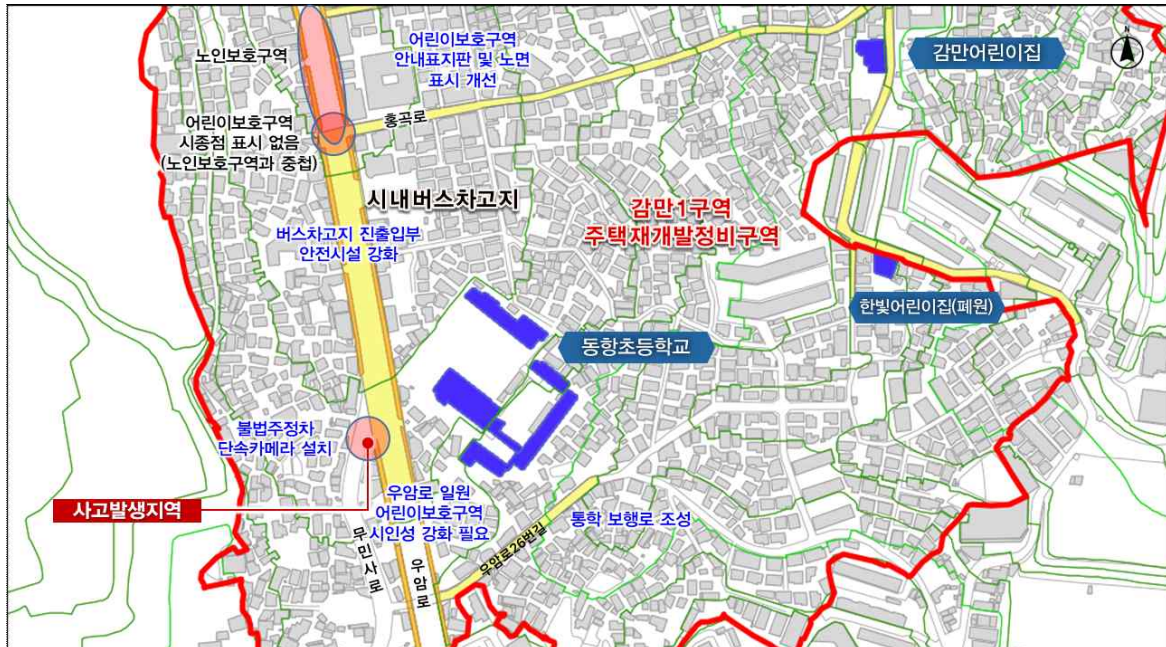 노인보호구역
어린이보호구역
안내표지판 및 노면
표시 개선
감만어린이집
N
어린이보호구역
시종점 표시 없음
(노인보호구역과 중첩)
홍곡로
시내버스차고지
버스차고지 진출입부
안전시설 강화
감만1구역
주택재개발정비구역
한빛어린이집(폐원)
동항초등학교
불법주정차
단속카메라 설치
사고발생지역
우암로 일원
어린이보호구역
시인성 강화 필요
무민사로
우암로
우암로26번길
통학 보행로 조성